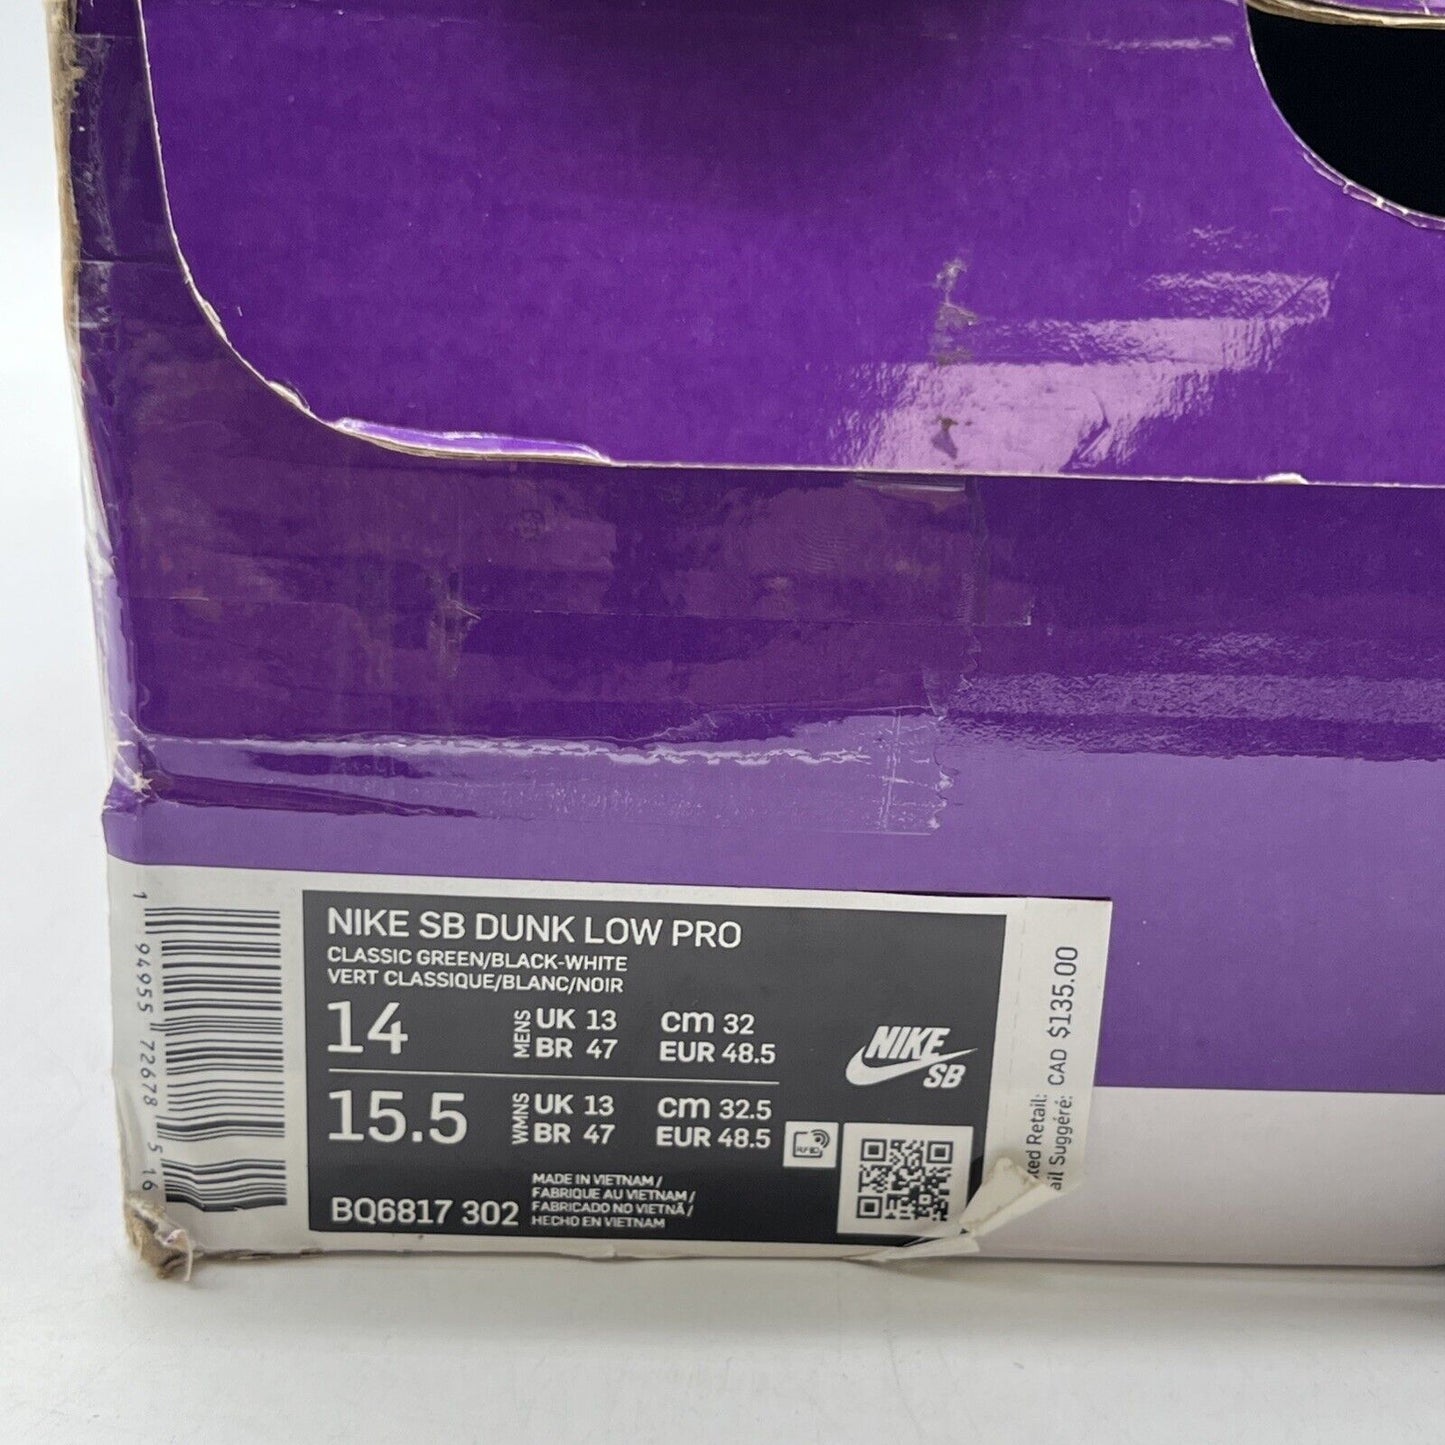 NIKE SB DUNK LOW PRO
CLASSIC GREEN/BLACK-WHITE
VERT CLASSIQUE/BLANC/NOIR
14
MENS
UK 13
BR 47
cm 32
EUR 48.5
15.5
WMNS
UK 13
BR 47
cm 32.5
EUR 48.5
BQ6817 302
MADE IN VIETNAM /
FABRIQUE AU VIETNAM /
FABRICADO NO VIETNÃ /
HECHO EN VIETNAM
NIKE
SB
RFID
1 94955 72678 5 16
Retail:
Suggéré: CAD $135.00